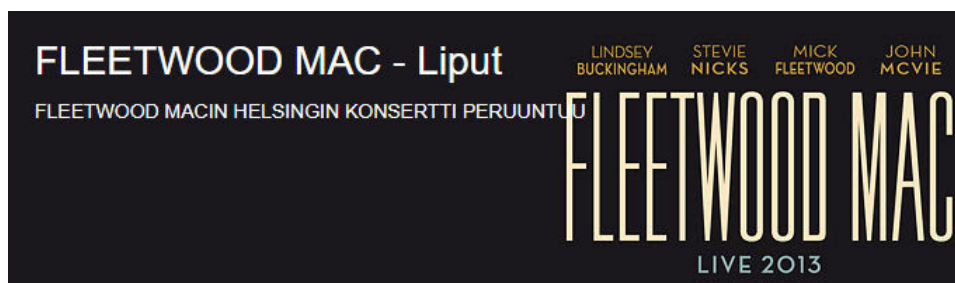 FLEETWOOD MAC - Liput
FLEETWOOD MACIN HELSINGIN KONSERTTI PERUUNTUU
LINDSEY BUCKINGHAM
STEVIE NICKS
MICK FLEETWOOD
JOHN MCVIE
FLEETWOOD MAC
LIVE 2013